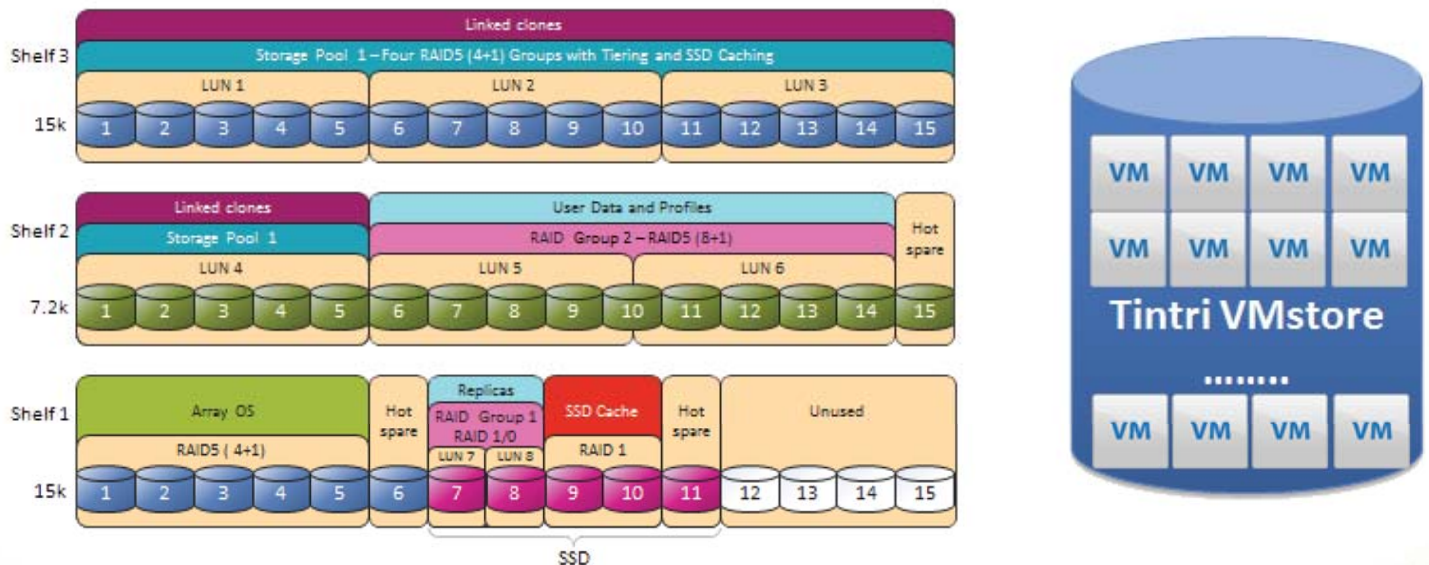 Linked clones
Shelf 3
Storage Pool 1 – Four RAID5 (4+1) Groups with Tiering and SSD Caching
LUN 1 LUN 2 LUN 3
15k 1 2 3 4 5 6 7 8 9 10 11 12 13 14 15
Linked clones User Data and Profiles
Shelf 2 Hot spare
Storage Pool 1 RAID Group 2 – RAID5 (8+1)
LUN 4 LUN 5 LUN 6
7.2k 1 2 3 4 5 6 7 8 9 10 11 12 13 14 15
Shelf 1
Array OS
RAID5 ( 4+1)
Hot spare
Replicas
RAID Group 1
RAID 1/0
LUN 7 LUN 8
SSD Cache
RAID 1
Hot spare
Unused
15k 1 2 3 4 5 6 7 8 9 10 11 12 13 14 15
SSD
VM VM VM VM
VM VM VM VM
Tintri VMstore
........
VM VM VM VM